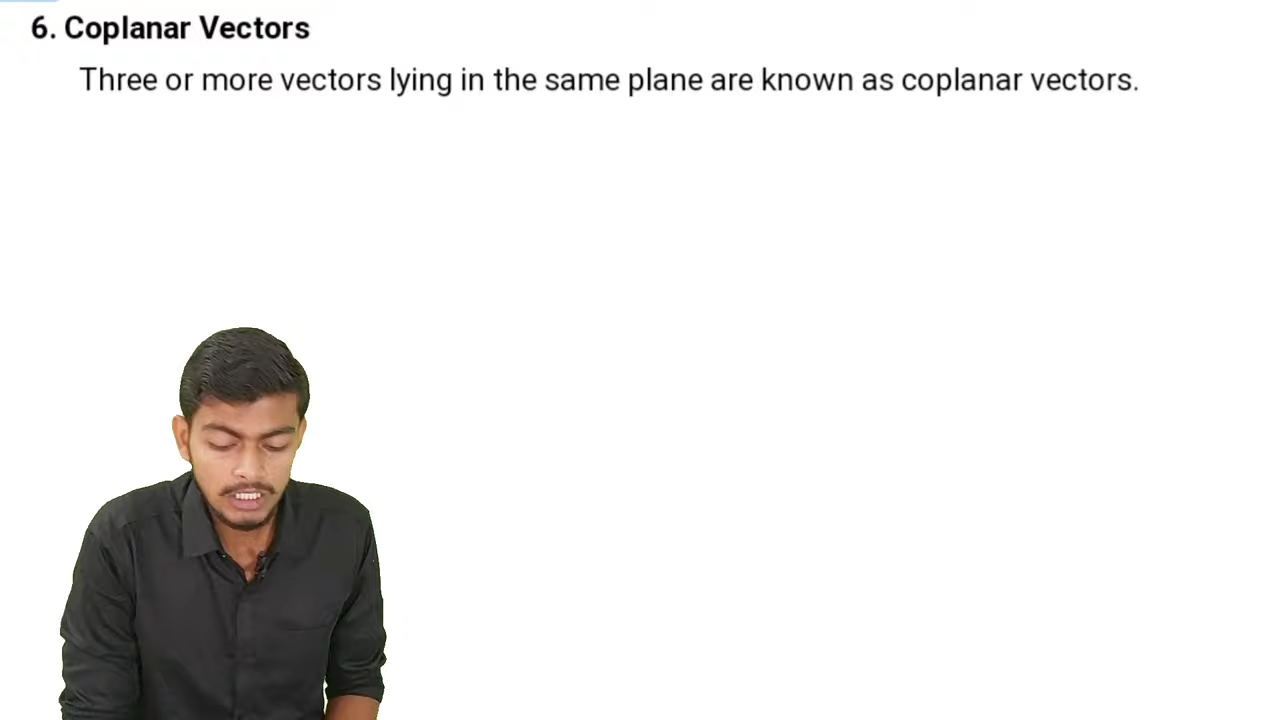 6. Coplanar Vectors
Three or more vectors lying in the same plane are known as coplanar vectors.